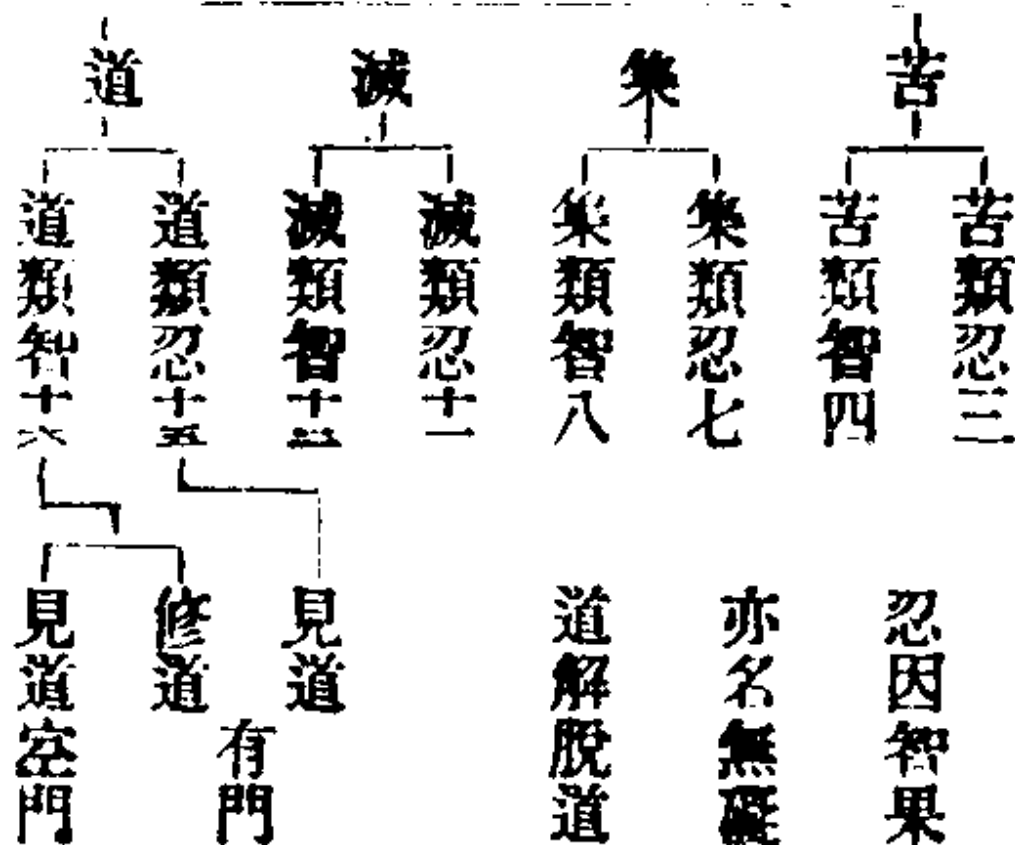 苦
集
滅
道
苦類忍三
苦類智四
集類忍七
集類智八
滅類忍十一
滅類智十二
道類忍十五
道類智十六
忍因智果
亦名無礙
道解脫道
見道
修道
有門
見道空門